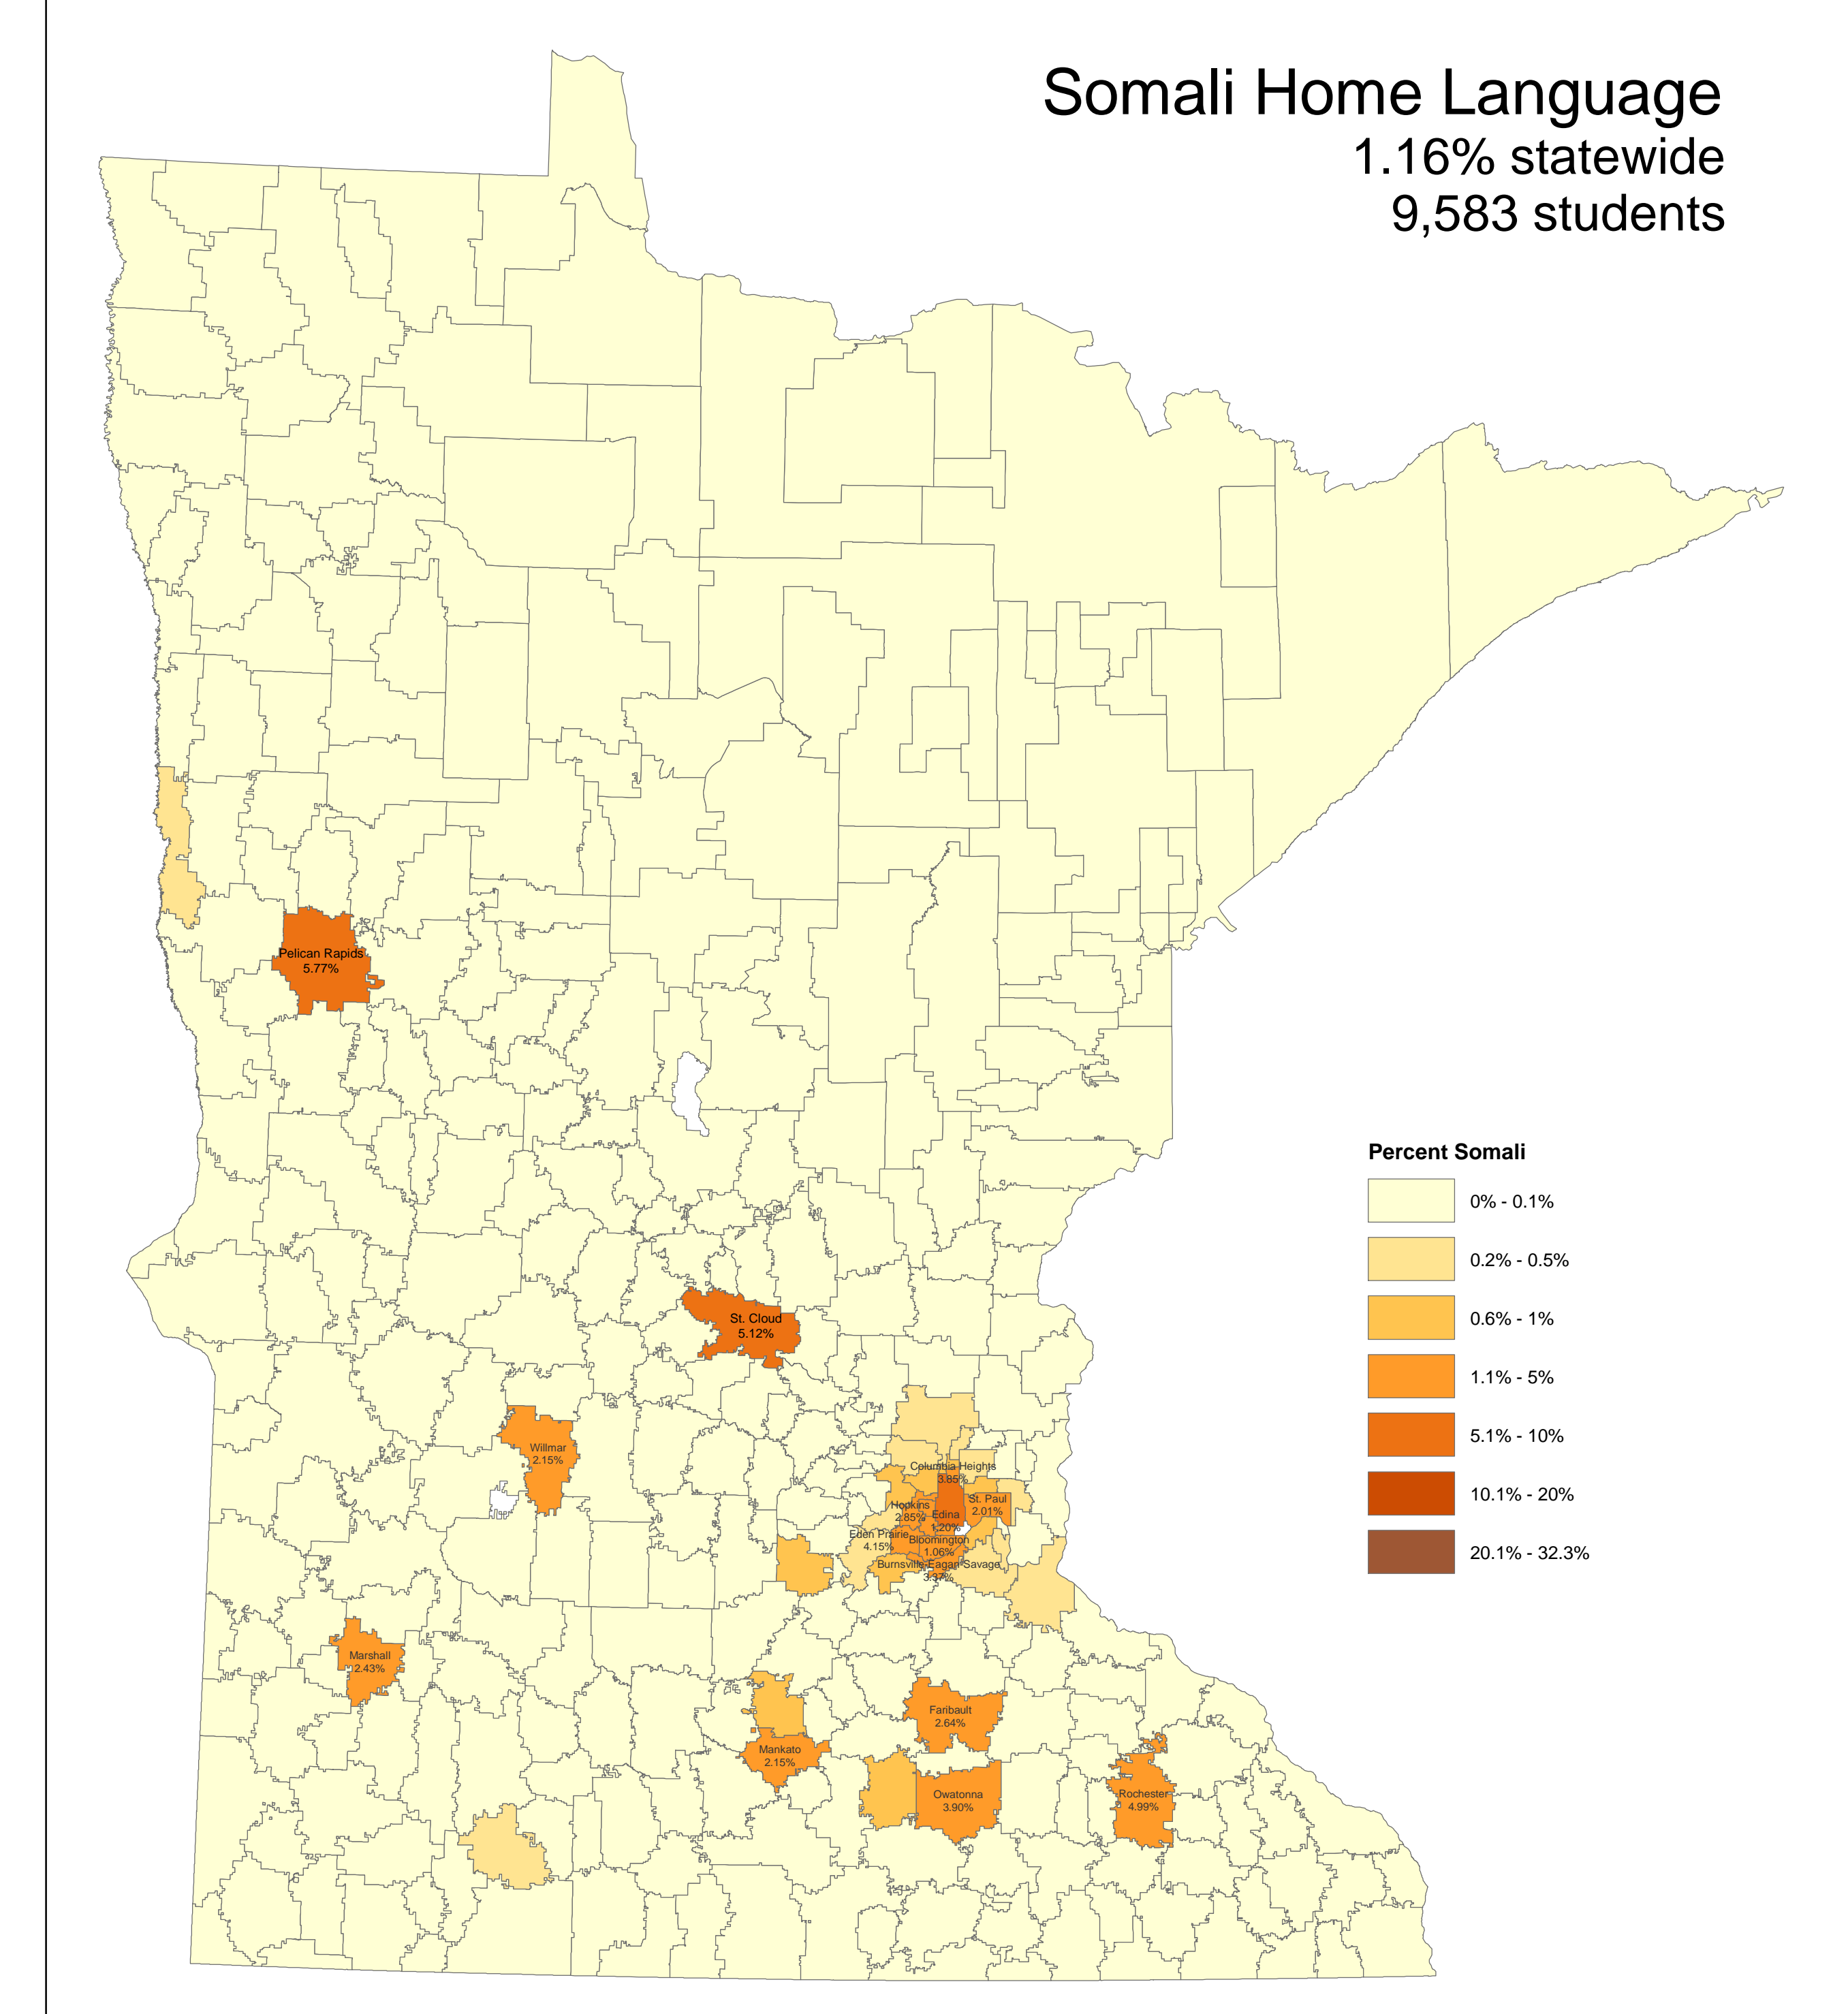 Somali Home Language
1.16% statewide
9,583 students
Pelican Rapids
5.77%
St. Cloud
5.12%
Willmar
2.15%
Columbia Heights
3.85%
Hopkins
2.85%
St. Paul
2.01%
Edina
1.20%
Eden Prairie
4.15%
Bloomington
1.06%
Burnsville-Eagan-Savage
3.37%
Marshall
2.43%
Faribault
2.64%
Mankato
2.15%
Owatonna
3.90%
Rochester
4.99%
Percent Somali
0% - 0.1%
0.2% - 0.5%
0.6% - 1%
1.1% - 5%
5.1% - 10%
10.1% - 20%
20.1% - 32.3%